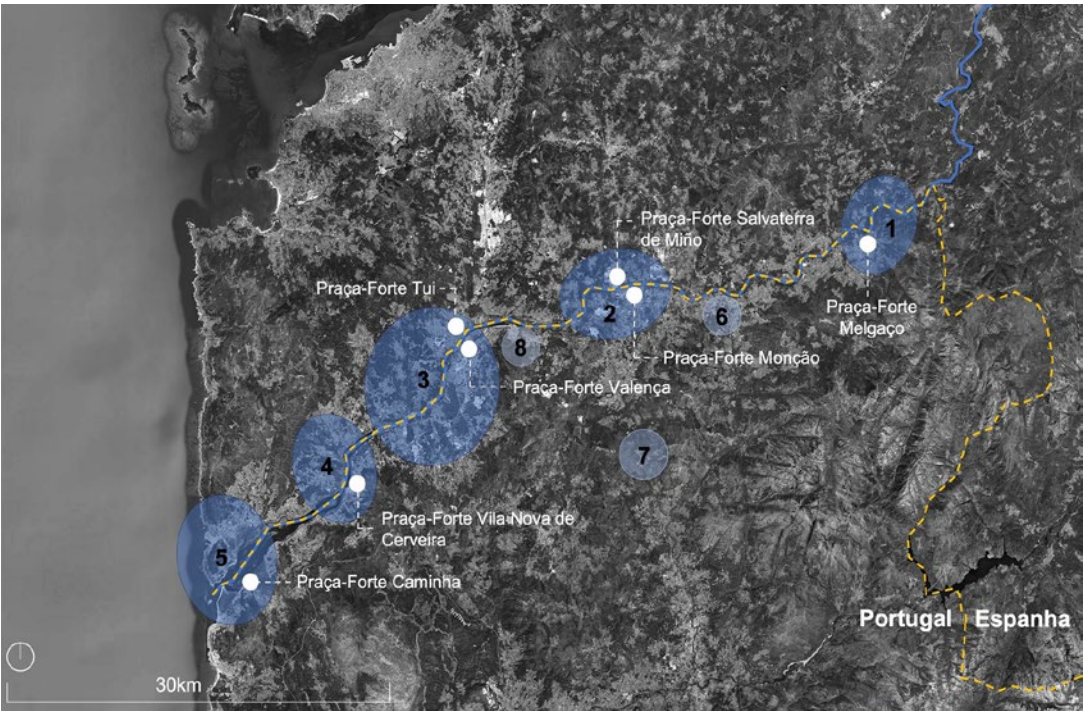 Praça-Forte Salvaterra
de Miño
1
Praça-Forte Tui
2
6
Praça-Forte
Melgaço
8
Praça-Forte Monção
3
Praça-Forte Valença
4
7
Praça-Forte Vila Nova de
Cerveira
5
Praça-Forte Caminha
Portugal
Espanha
30km